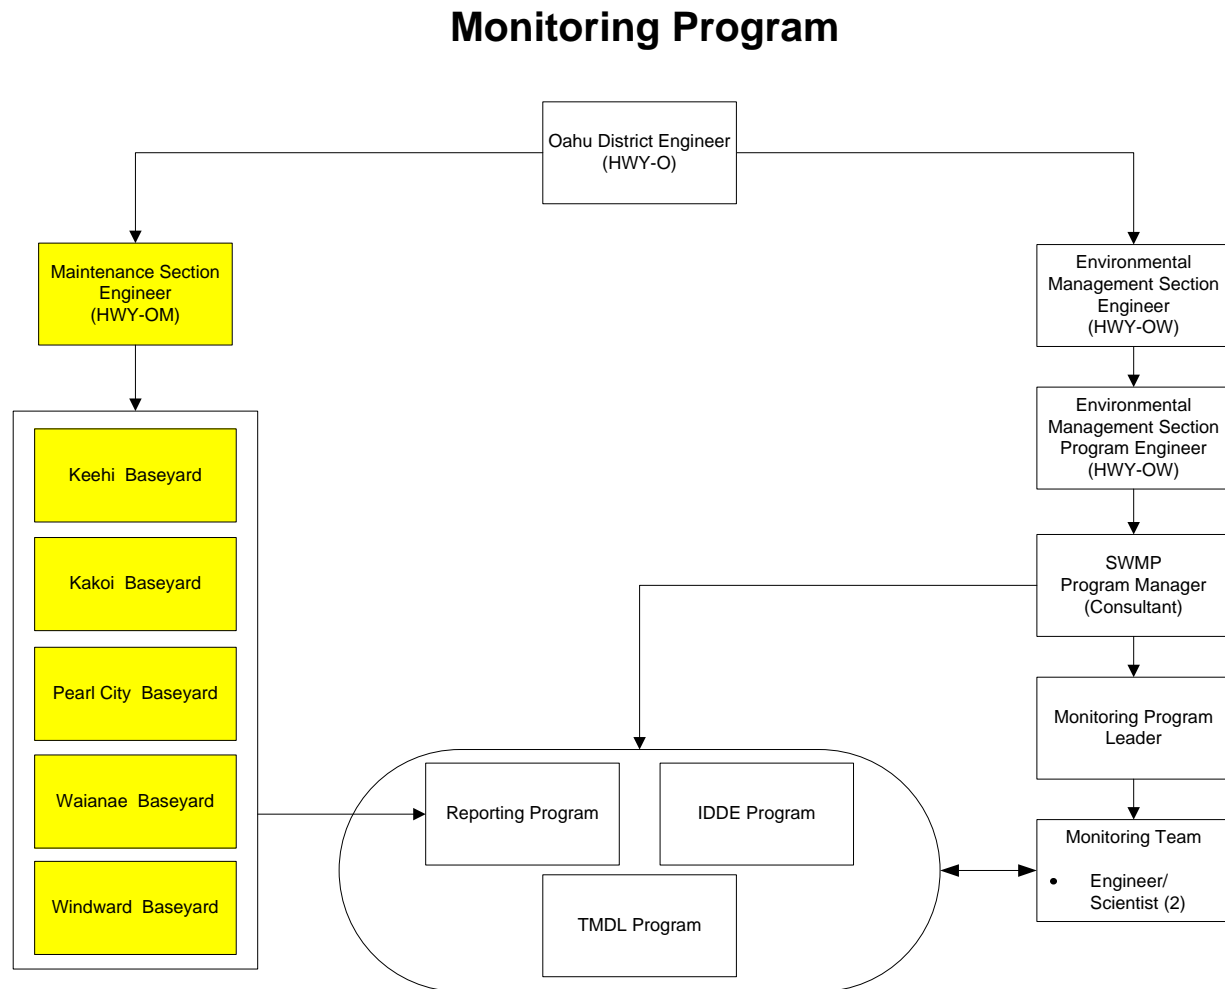 Monitoring Program
Oahu District Engineer
(HWY-O)
Maintenance Section
Engineer
(HWY-OM)
Environmental
Management Section
Engineer
(HWY-OW)
Environmental
Management Section
Program Engineer
(HWY-OW)
Keehi Baseyard
Kakoi Baseyard
Pearl City Baseyard
Waianae Baseyard
Windward Baseyard
SWMP
Program Manager
(Consultant)
Monitoring Program
Leader
Reporting Program
IDDE Program
TMDL Program
Monitoring Team
• Engineer/
Scientist (2)